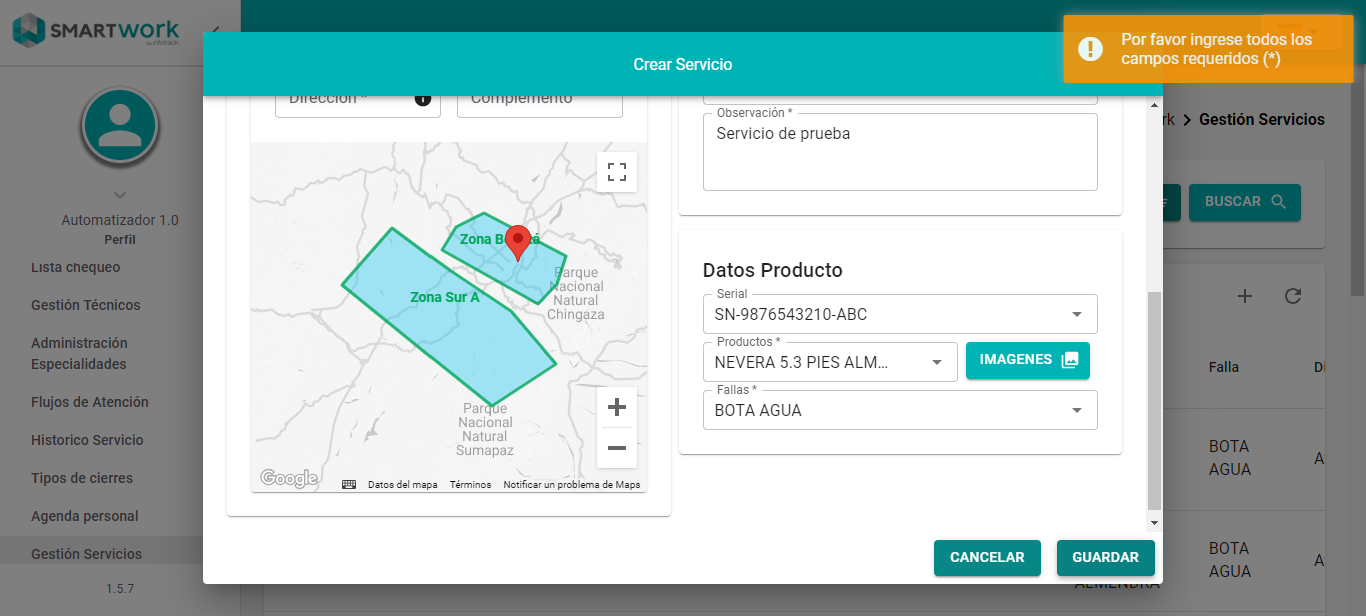 SMARTWORK
by infotrack
Crear Servicio
Por favor ingrese todos los
campos requeridos (*)
Automatizador 1.0
Perfil
Lista chequeo
Gestión Técnicos
Administración
Especialidades
Flujos de Atención
Historico Servicio
Tipos de cierres
Agenda personal
Gestión Servicios
1.5.7
Dirección *
Complemento
Zona Sur A
Parque
Nacional
Natural
Chingaza
Parque
Nacional
Natural
Sumapaz
Google
Datos del mapa
Términos
Notificar un problema de Maps
Observación *
Servicio de prueba
Datos Producto
Serial
SN-9876543210-ABC
Productos *
NEVERA 5.3 PIES ALM...
IMAGENES
Fallas *
BOTA AGUA
CANCELAR
GUARDAR
Gestión Servicios
BUSCAR
Falla
BOTA
AGUA
BOTA
AGUA
ALMENDRA